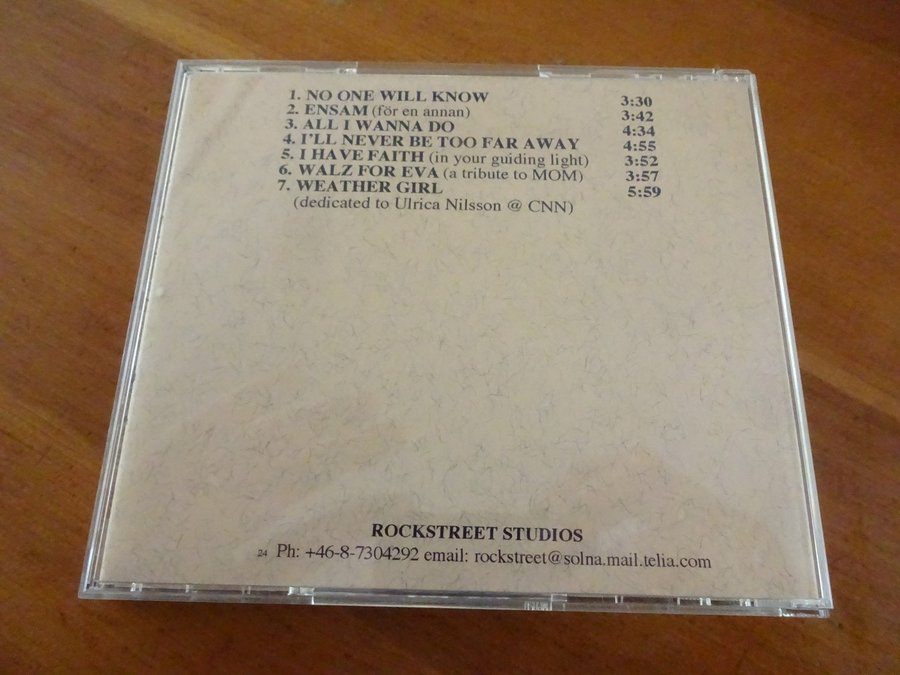 1. NO ONE WILL KNOW 3:30
2. ENSAM (för en annan) 3:42
3. ALL I WANNA DO 4:34
4. I'LL NEVER BE TOO FAR AWAY 4:55
5. I HAVE FAITH (in your guiding light) 3:52
6. WALZ FOR EVA (a tribute to MOM) 3:57
7. WEATHER GIRL 5:59
(dedicated to Ulrica Nilsson @ CNN)
ROCKSTREET STUDIOS
24 Ph: +46-8-7304292 email: rockstreet@solna.mail.telia.com